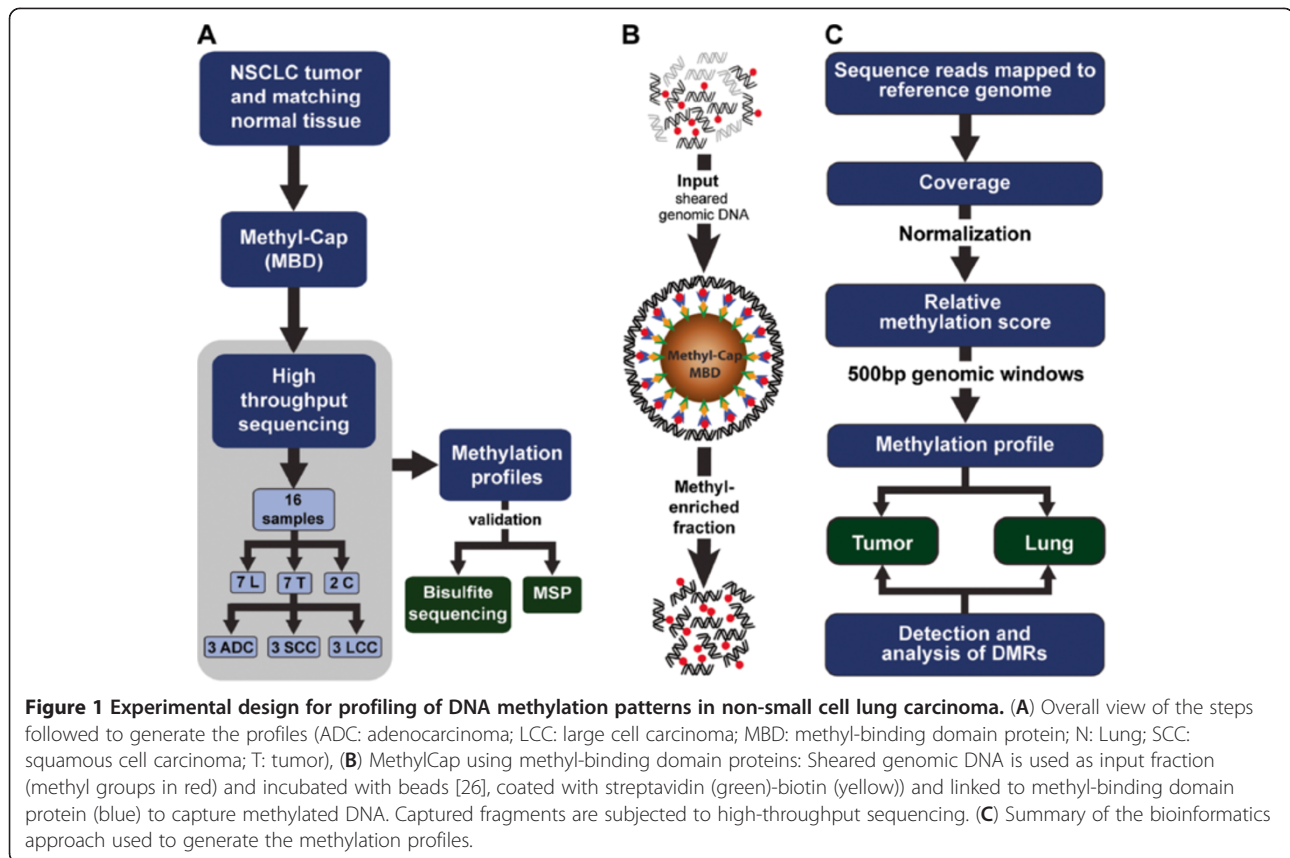 A
NSCLC tumor
and matching
normal tissue
Methyl-Cap
(MBD)
High
throughput
sequencing
16
samples
7 L
7 T
2 C
3 ADC
3 SCC
3 LCC
Methylation
profiles
validation
Bisulfite
sequencing
MSP
B
Input
sheared
genomic DNA
Methyl-Cap
MBD
Methyl-
enriched
fraction
C
Sequence reads mapped to
reference genome
Coverage
Normalization
Relative
methylation score
500bp genomic windows
Methylation profile
Tumor
Lung
Detection and
analysis of DMRs
Figure 1 Experimental design for profiling of DNA methylation patterns in non-small cell lung carcinoma. (A) Overall view of the steps
followed to generate the profiles (ADC: adenocarcinoma; LCC: large cell carcinoma; MBD: methyl-binding domain protein; N: Lung; SCC:
squamous cell carcinoma; T: tumor), (B) MethylCap using methyl-binding domain proteins: Sheared genomic DNA is used as input fraction
(methyl groups in red) and incubated with beads [26], coated with streptavidin (green)-biotin (yellow)) and linked to methyl-binding domain
protein (blue) to capture methylated DNA. Captured fragments are subjected to high-throughput sequencing. (C) Summary of the bioinformatics
approach used to generate the methylation profiles.